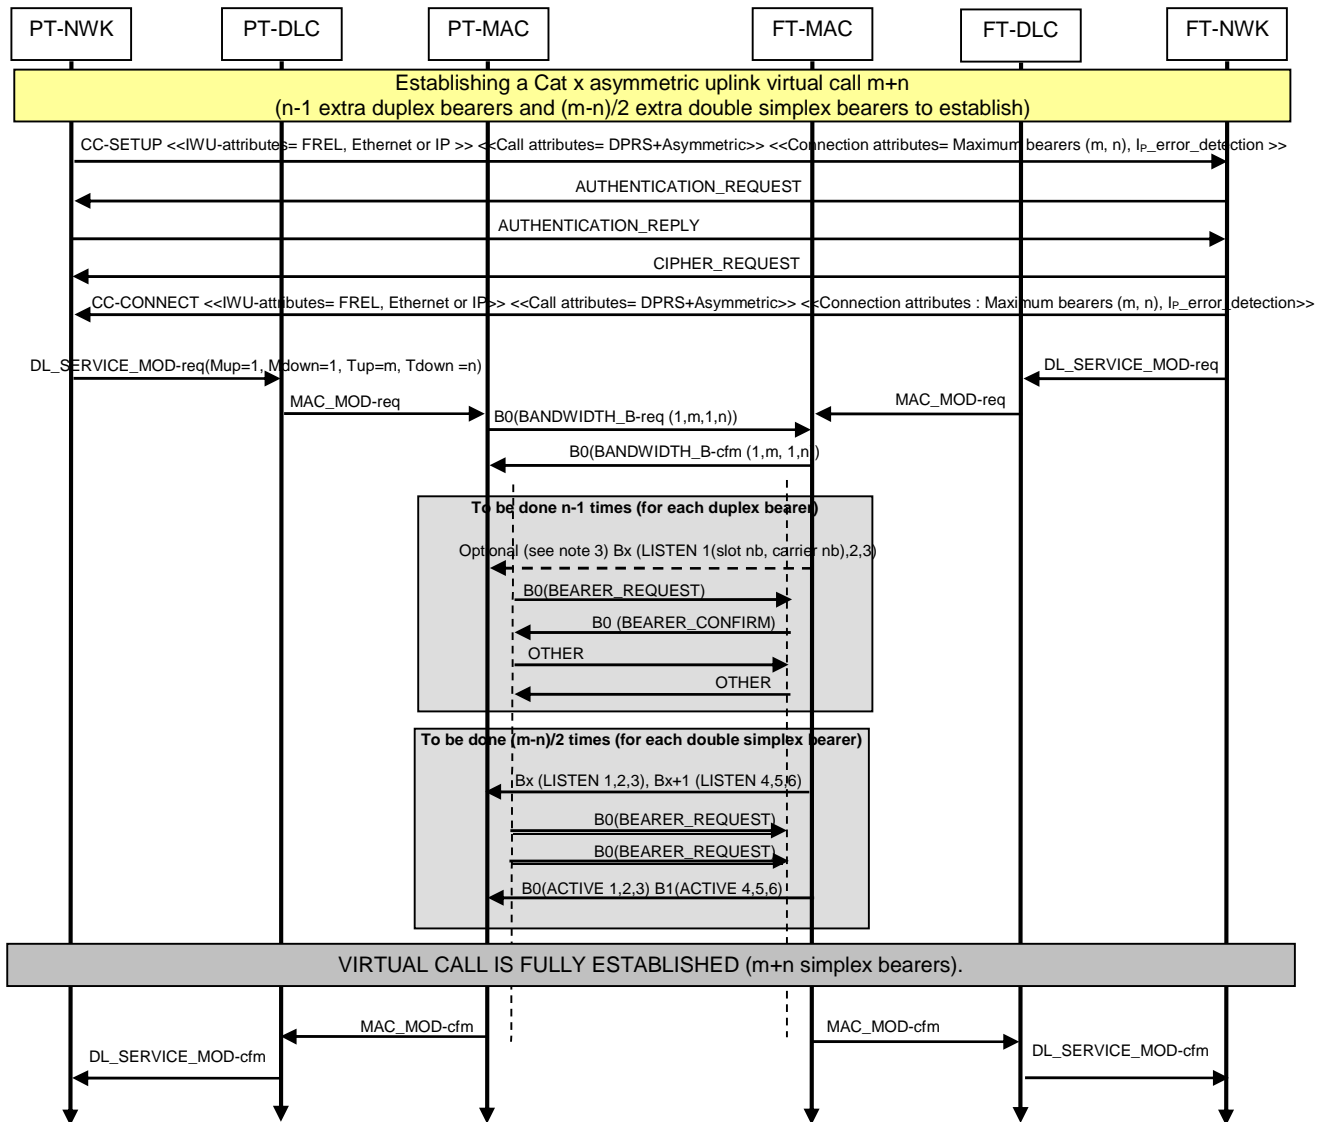 PT-NWK PT-DLC PT-MAC FT-MAC FT-DLC FT-NWK
Establishing a Cat x asymmetric uplink virtual call m+n
(n-1 extra duplex bearers and (m-n)/2 extra double simplex bearers to establish)
CC-SETUP <<IWU-attributes= FREL, Ethernet or IP >> <<Call attributes= DPRS+Asymmetric>> <<Connection attributes= Maximum bearers (m, n), IP_error_detection >>
AUTHENTICATION_REQUEST
AUTHENTICATION_REPLY
CIPHER_REQUEST
CC-CONNECT <<IWU-attributes= FREL, Ethernet or IP>> <<Call attributes= DPRS+Asymmetric>> <<Connection attributes : Maximum bearers (m, n), IP_error_detection>>
DL_SERVICE_MOD-req(Mup=1, Mdown=1, Tup=m, Tdown =n)
DL_SERVICE_MOD-req
MAC_MOD-req
MAC_MOD-req
B0(BANDWIDTH_B-req (1,m,1,n))
B0(BANDWIDTH_B-cfm (1,m, 1,n))
To be done n-1 times (for each duplex bearer)
Optional (see note 3) Bx (LISTEN 1(slot nb, carrier nb),2,3)
B0(BEARER_REQUEST)
B0 (BEARER_CONFIRM)
OTHER
OTHER
To be done (m-n)/2 times (for each double simplex bearer)
Bx (LISTEN 1,2,3), Bx+1 (LISTEN 4,5,6)
B0(BEARER_REQUEST)
B0(BEARER_REQUEST)
B0(ACTIVE 1,2,3) B1(ACTIVE 4,5,6)
VIRTUAL CALL IS FULLY ESTABLISHED (m+n simplex bearers).
MAC_MOD-cfm
MAC_MOD-cfm
DL_SERVICE_MOD-cfm
DL_SERVICE_MOD-cfm